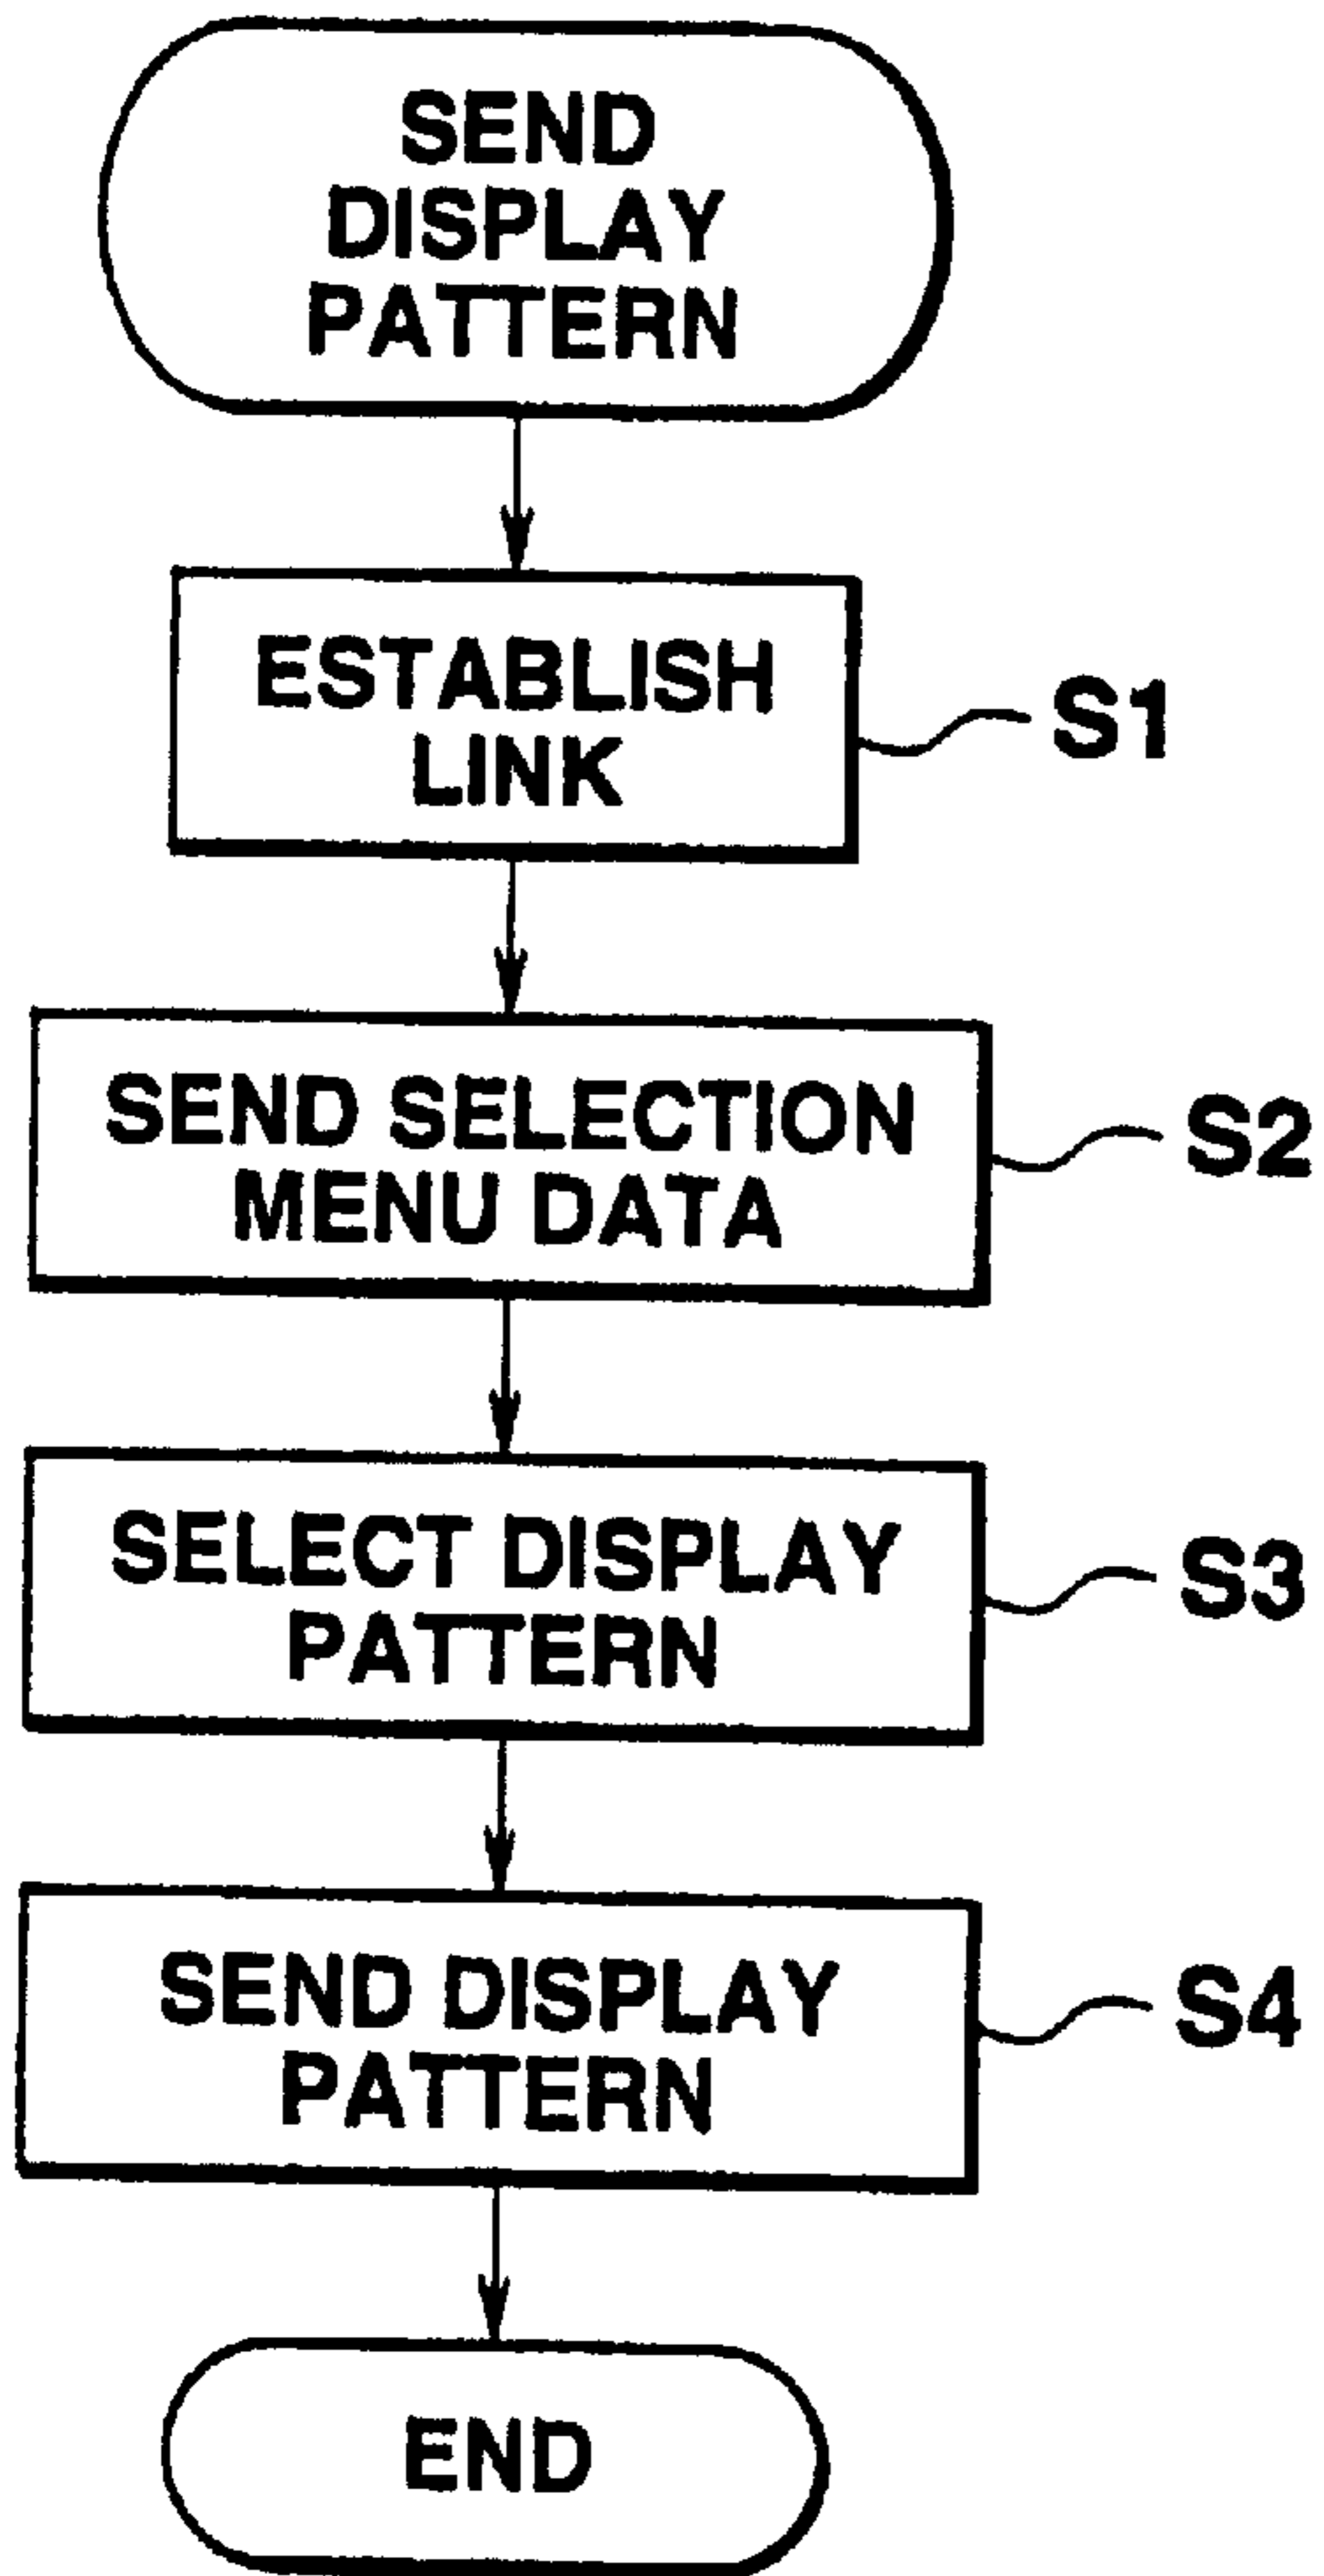 SEND
DISPLAY
PATTERN
ESTABLISH
LINK
S1
SEND SELECTION
MENU DATA
S2
SELECT DISPLAY
PATTERN
S3
SEND DISPLAY
PATTERN
S4
END